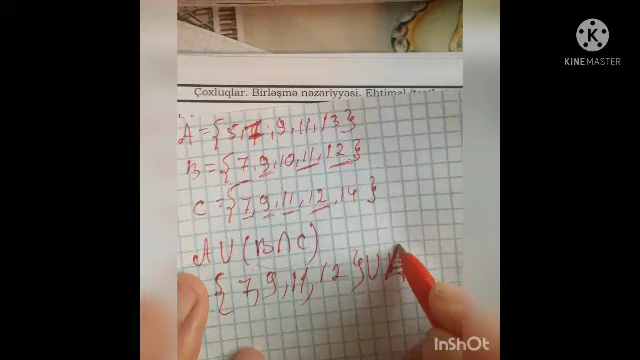 K
KINEMASTER
Çoxluqlar. Birləşmə nəzəriyyəsi. Ehtimal
A={5,7,9,11,13}
B={7,9,10,11,12}
C={7,9,11,12,14}
A∪(B∩C)
{7,9,11,12}∪A
InShOt